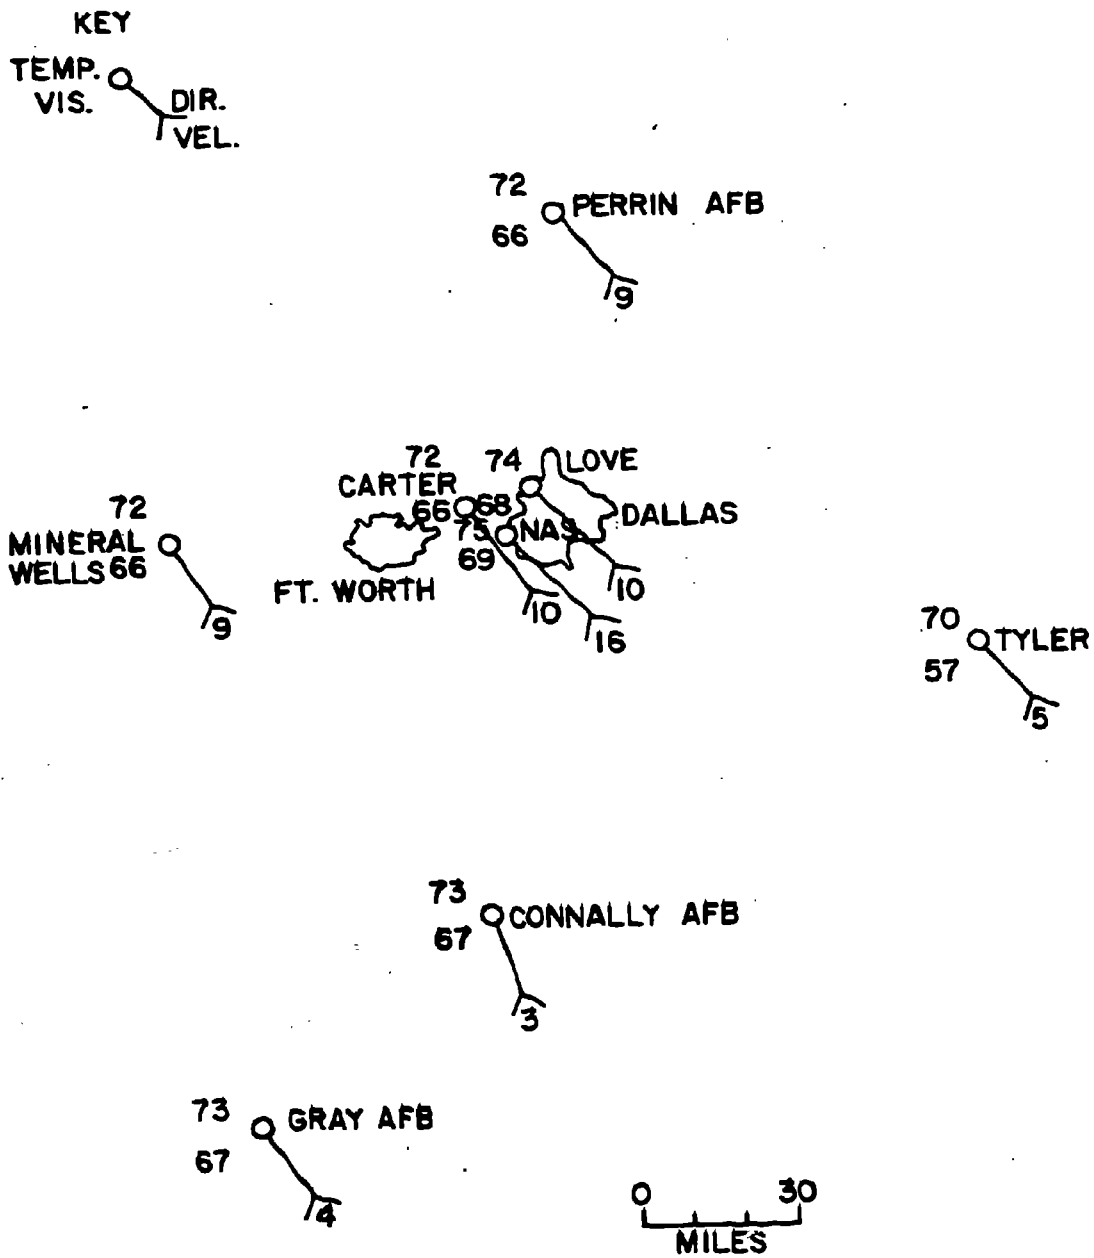 KEY
TEMP.
VIS.
DIR.
VEL.
72
PERRIN AFB
66
9
72
CARTER
66
10
74
LOVE
68
DALLAS
10
75
NAS
69
16
72
MINERAL
WELLS 66
9
FT. WORTH
70
TYLER
57
5
73
CONNALLY AFB
67
3
73
GRAY AFB
67
4
0 30
MILES